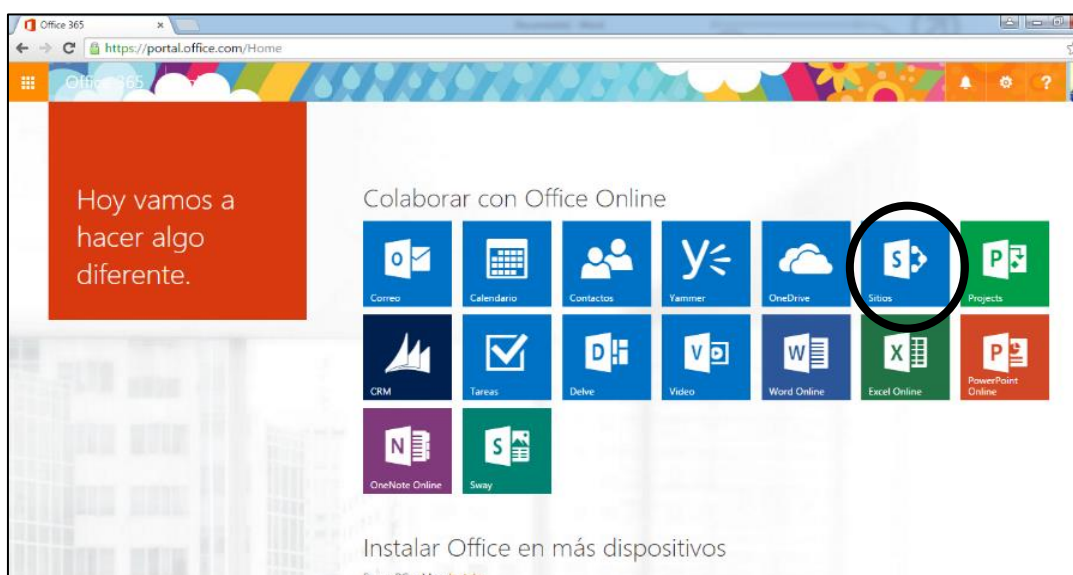 Office 365
https://portal.office.com/Home
Office 365
?
Hoy vamos a
hacer algo
diferente.
Colaborar con Office Online
Correo
Calendario
Contactos
Yammer
OneDrive
Sitios
Projects
CRM
Tareas
Delve
Video
Word Online
Excel Online
PowerPoint
Online
OneNote Online
Sway
Instalar Office en más dispositivos